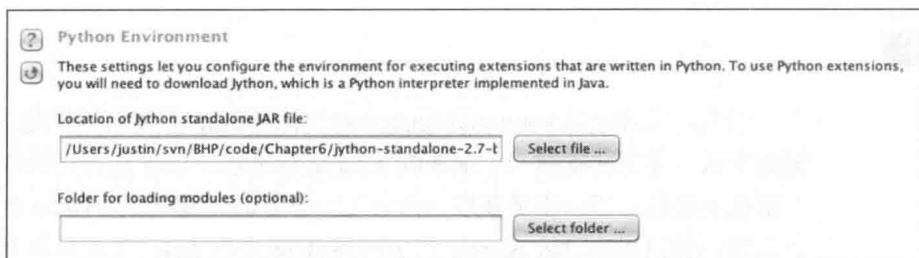 Python Environment
These settings let you configure the environment for executing extensions that are written in Python. To use Python extensions,
you will need to download Jython, which is a Python interpreter implemented in Java.
Location of Jython standalone JAR file:
/Users/justin/svn/BHP/code/Chapter6/jython-standalone-2.7-b
Select file ...
Folder for loading modules (optional):
Select folder ...